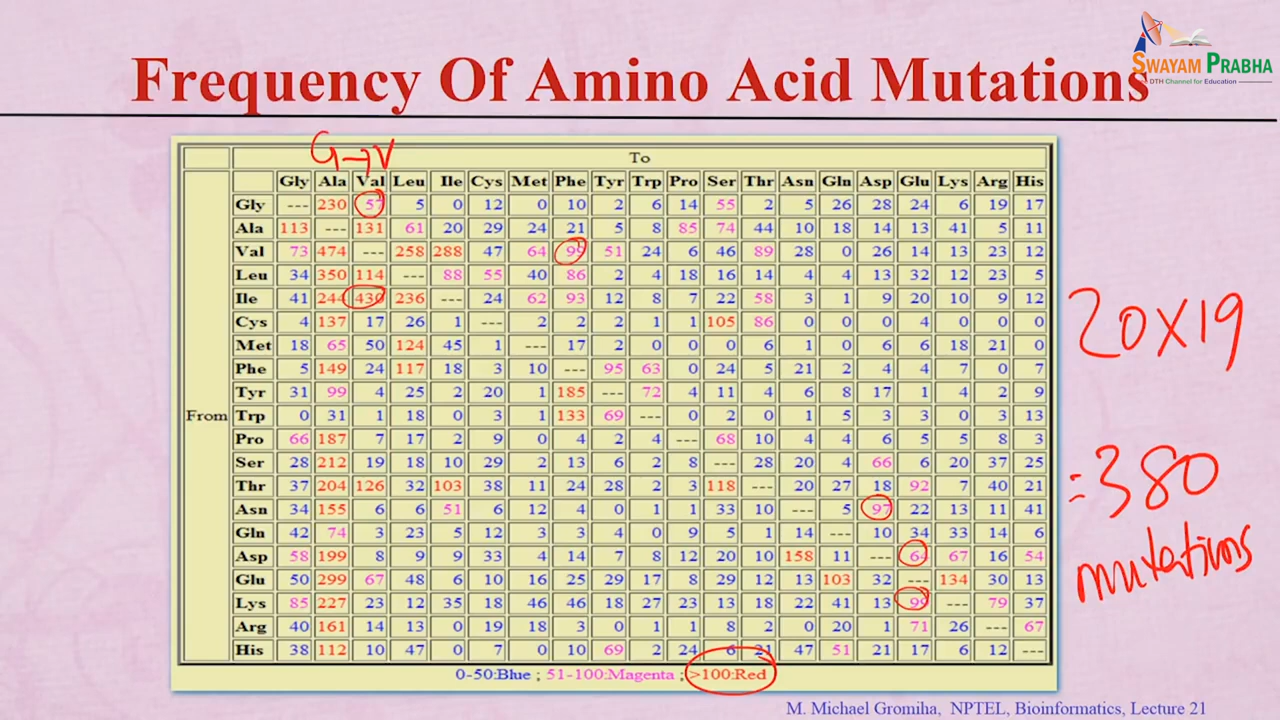 SWAYAM PRABHA
DTH Channel for Education
Frequency Of Amino Acid Mutations
G→V
To
Gly Ala Val Leu Ile Cys Met Phe Tyr Trp Pro Ser Thr Asn Gln Asp Glu Lys Arg His
Gly --- 230 57 5 0 12 0 10 2 6 14 55 2 5 26 28 24 6 19 17
Ala 113 --- 131 61 20 29 24 21 5 8 85 74 44 10 18 14 13 41 5 11
Val 73 474 --- 258 288 47 64 99 51 24 6 46 89 28 0 26 14 13 23 12
Leu 34 350 114 --- 88 55 40 86 2 4 18 16 14 4 4 13 32 12 23 5
Ile 41 244 430 236 --- 24 62 93 12 8 7 22 58 3 1 9 20 10 9 12
Cys 4 137 17 26 1 --- 2 2 2 1 1 105 86 0 0 0 4 0 0 0
Met 18 65 50 124 45 1 --- 17 2 0 0 0 6 1 0 6 6 18 21 0
Phe 5 149 24 117 18 3 10 --- 95 63 0 24 5 21 2 4 4 7 0 7
Tyr 31 99 4 25 2 20 1 185 --- 72 4 11 4 6 8 17 1 4 2 9
From Trp 0 31 1 18 0 3 1 133 69 --- 0 2 0 1 5 3 3 0 3 13
Pro 66 187 7 17 2 9 0 4 2 4 --- 68 10 4 4 6 5 5 8 3
Ser 28 212 19 18 10 29 2 13 6 2 8 --- 28 20 4 66 6 20 37 25
Thr 37 204 126 32 103 38 11 24 28 2 3 118 --- 20 27 18 92 7 40 21
Asn 34 155 6 6 51 6 12 4 0 1 1 33 10 --- 5 97 22 13 11 41
Gln 42 74 3 23 5 12 3 3 4 0 9 5 1 14 --- 10 34 33 14 6
Asp 58 199 8 9 9 33 4 14 7 8 12 20 10 158 11 --- 64 67 16 54
Glu 50 299 67 48 6 10 16 25 29 17 8 29 12 13 103 32 --- 134 30 13
Lys 85 227 23 12 35 18 46 46 18 27 23 13 18 22 41 13 99 --- 79 37
Arg 40 161 14 13 0 19 18 3 0 1 1 8 2 0 20 1 71 26 --- 67
His 38 112 10 47 0 7 0 10 69 2 24 6 21 47 51 21 17 6 12 ---
0-50:Blue ; 51-100:Magenta ; >100:Red
20X19
=380
mutations
M. Michael Gromiha, NPTEL, Bioinformatics, Lecture 21